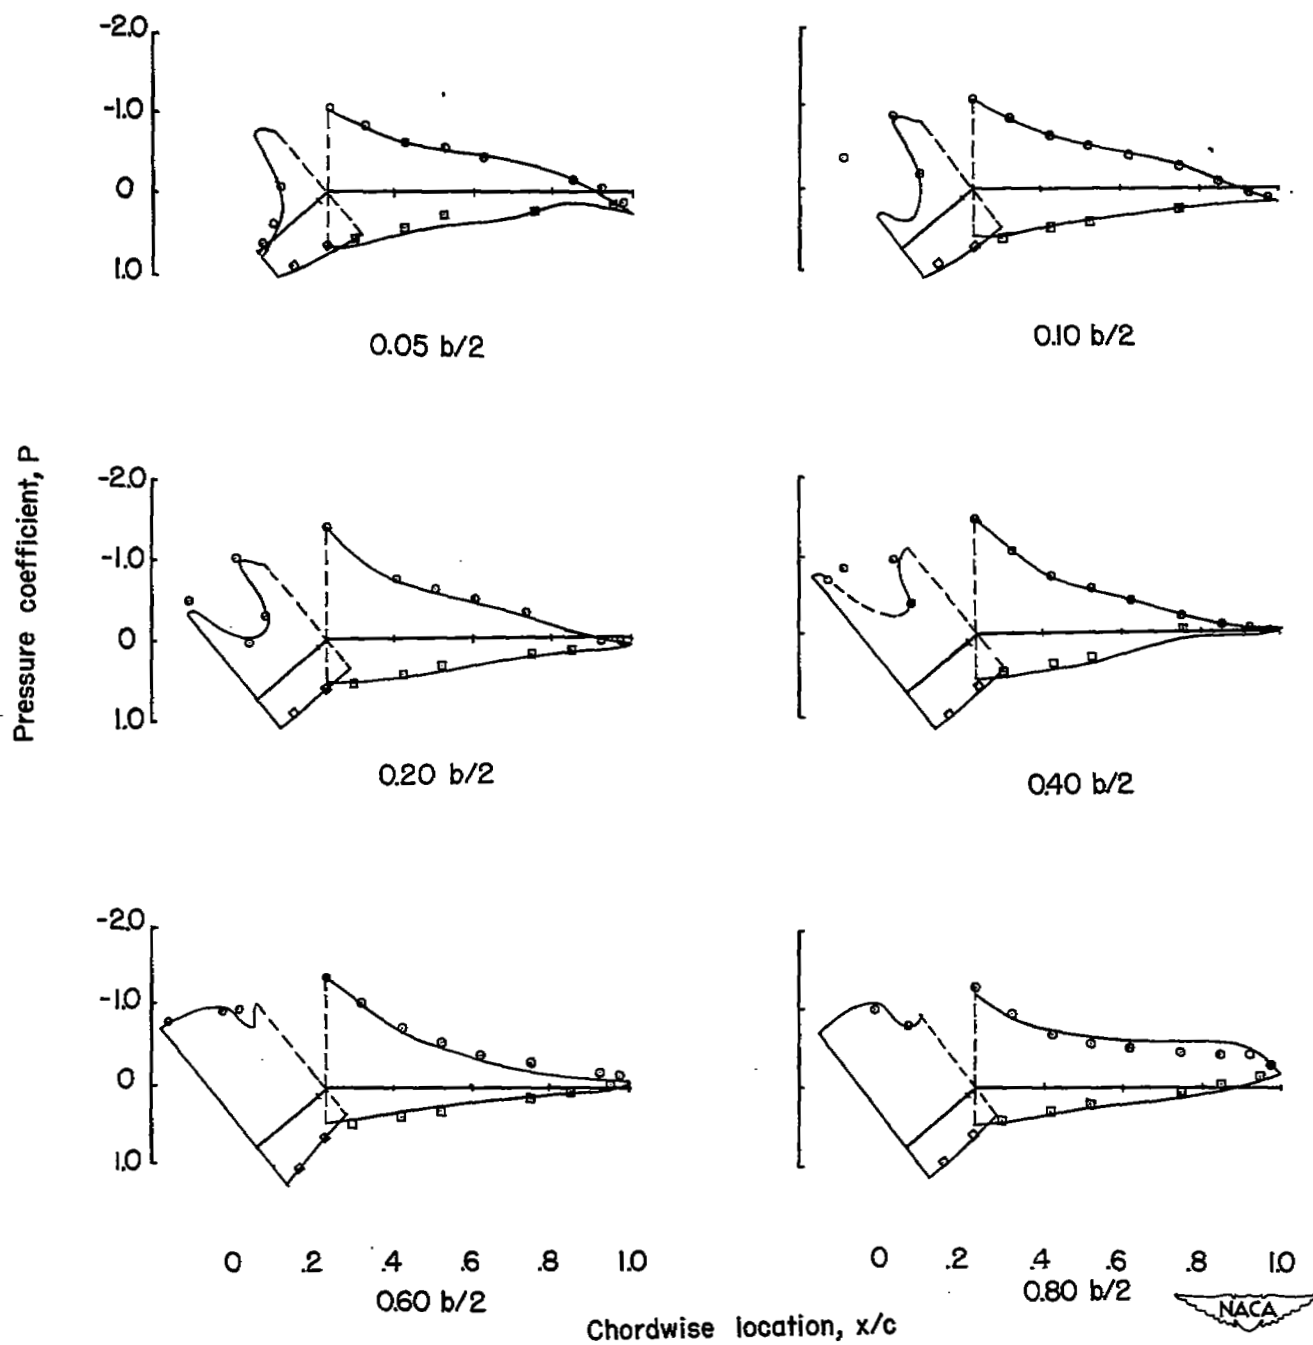 -2.0
-1.0
0
1.0
0.05 b/2
0.10 b/2
Pressure coefficient, P
-2.0
-1.0
0
1.0
0.20 b/2
0.40 b/2
-2.0
-1.0
0
1.0
0 .2 .4 .6 .8 1.0
0 .2 .4 .6 .8 1.0
0.60 b/2
0.80 b/2
Chordwise location, x/c
NACA